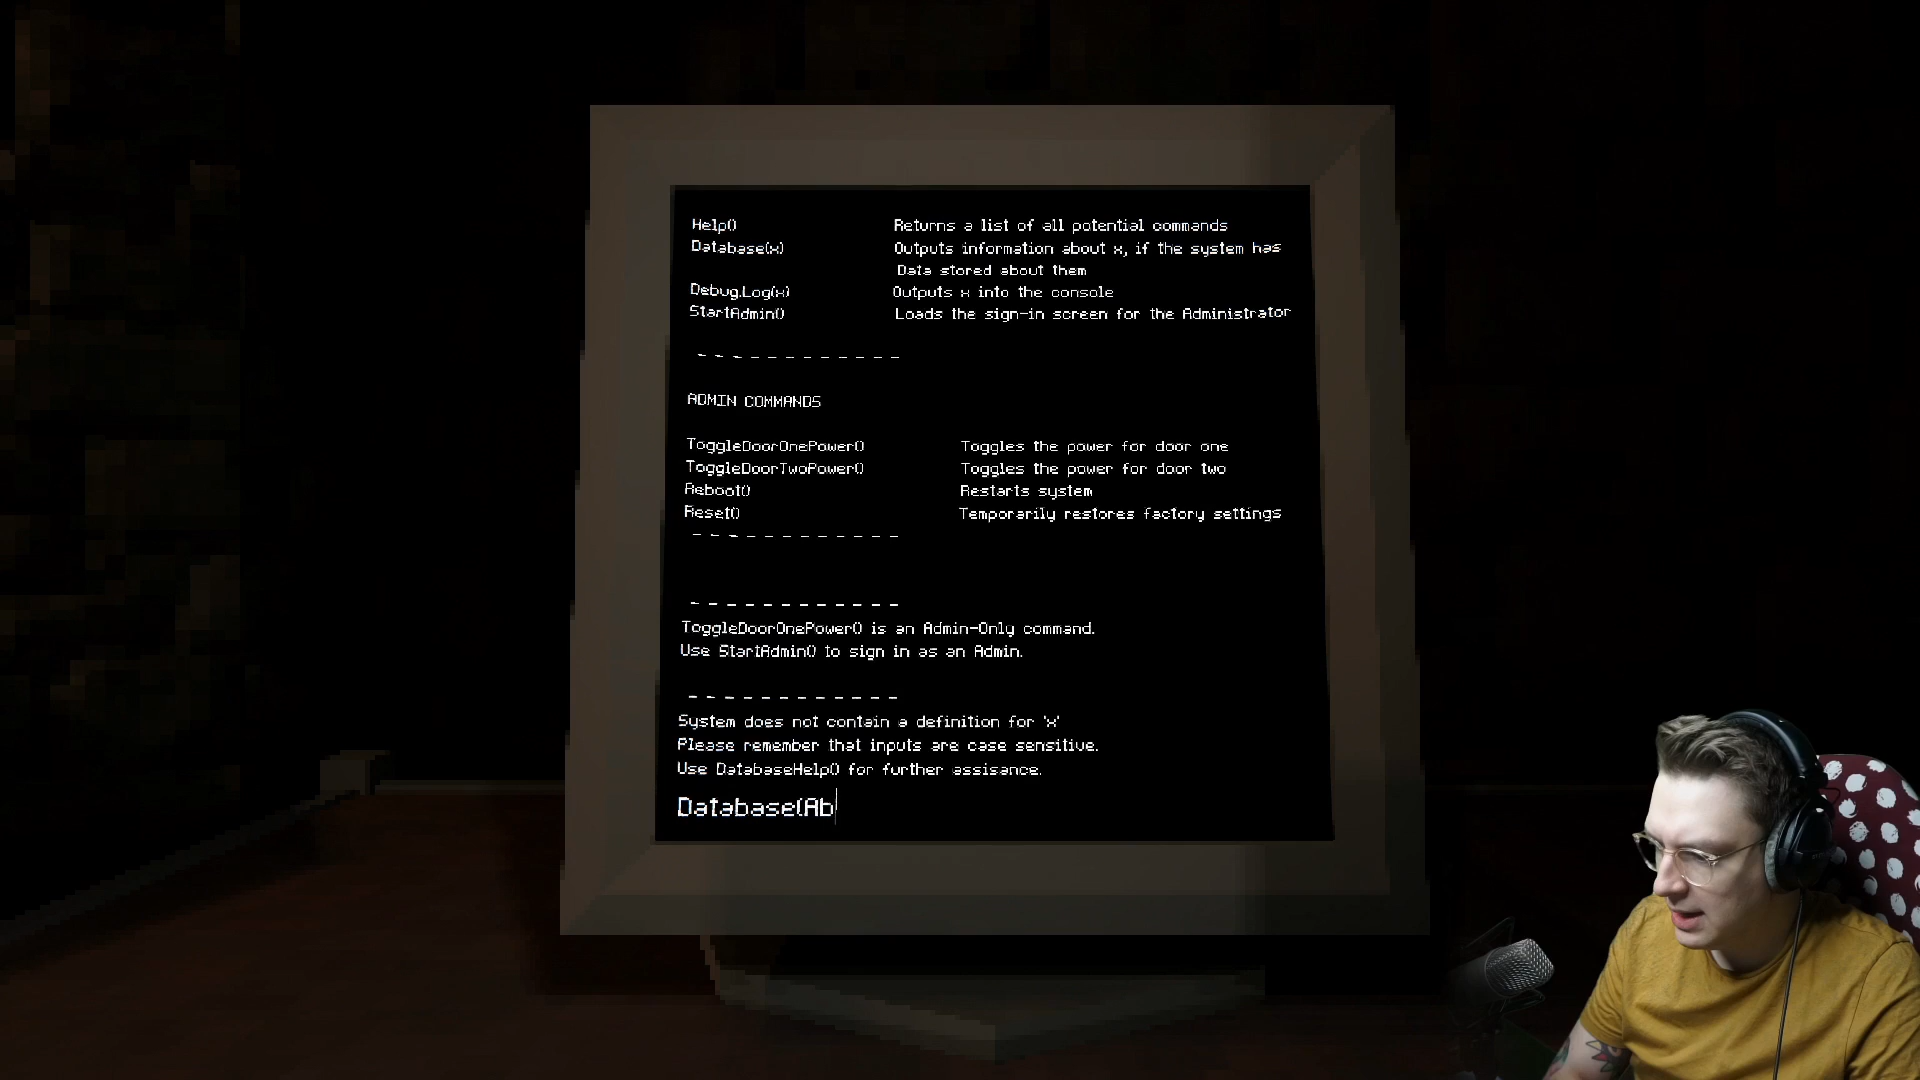 Help() Returns a list of all potential commands
Database(x) Outputs information about x, if the system has
Data stored about them
Debug.Log(x) Outputs x into the console
StartAdmin() Loads the sign-in screen for the Administrator
- - - - - - - - - - - -
ADMIN COMMANDS
ToggleDoorOnePower() Toggles the power for door one
ToggleDoorTwoPower() Toggles the power for door two
Reboot() Restarts system
Reset() Temporarily restores factory settings
- - - - - - - - - - - -
- - - - - - - - - - - -
ToggleDoorOnePower() is an Admin-Only command.
Use StartAdmin() to sign in as an Admin.
- - - - - - - - - - - -
System does not contain a definition for 'x'
Please remember that inputs are case sensitive.
Use DatabaseHelp() for further assisance.
Database(Ab